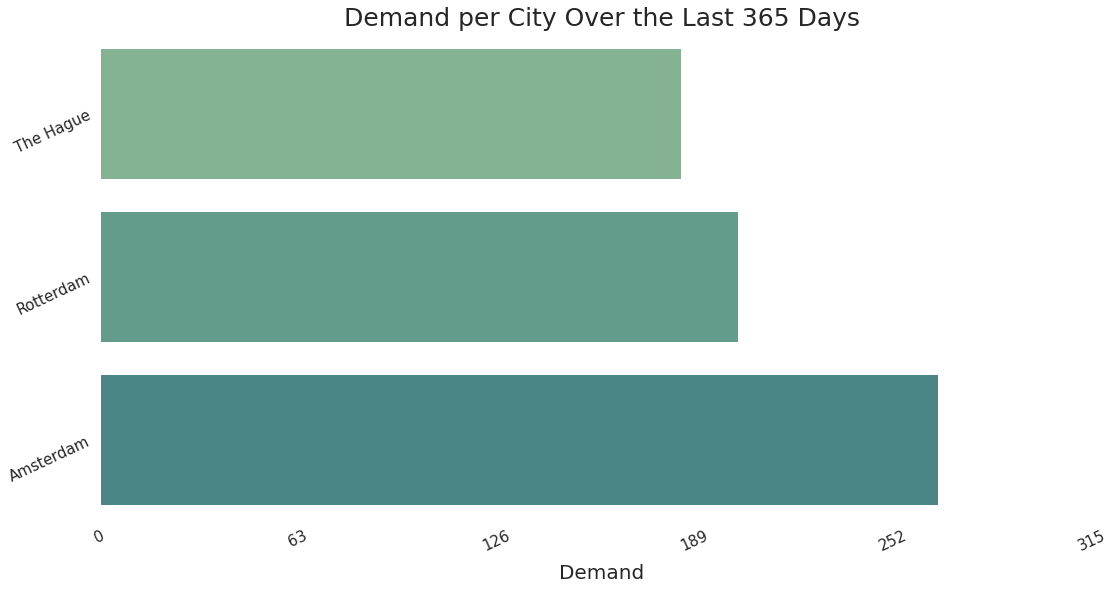 Demand per City Over the Last 365 Days
The Hague
Rotterdam
Amsterdam
0 63 126 189 252 315
Demand